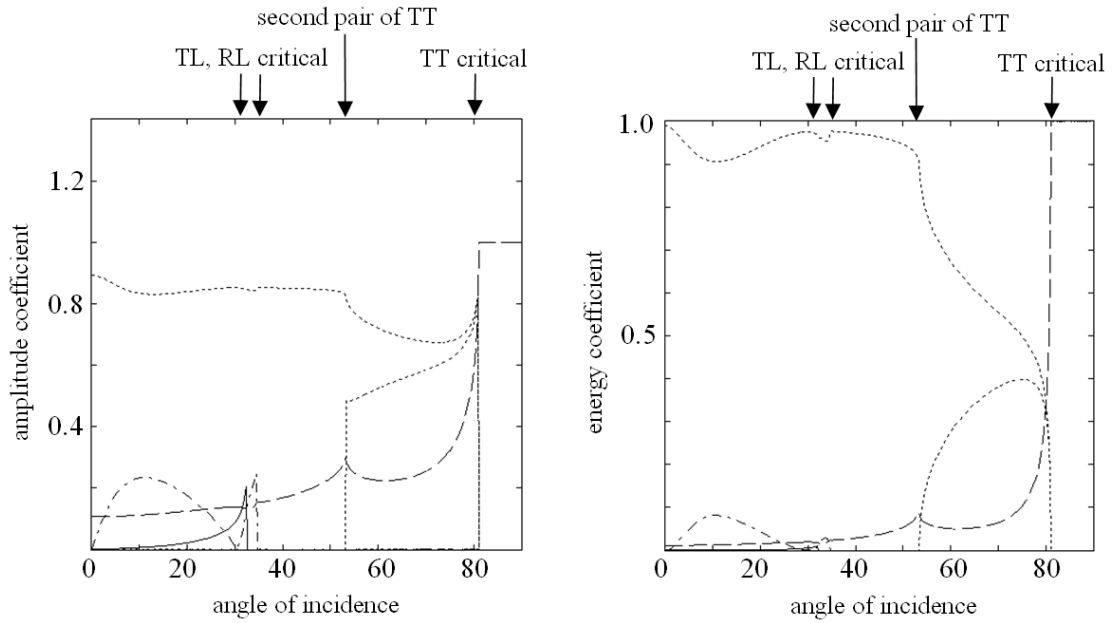 second pair of TT
TL, RL critical
TT critical
1.2
0.8
0.4
0
20
40
60
80
amplitude coefficient
angle of incidence
second pair of TT
TL, RL critical
TT critical
1.0
0.5
0
20
40
60
80
energy coefficient
angle of incidence